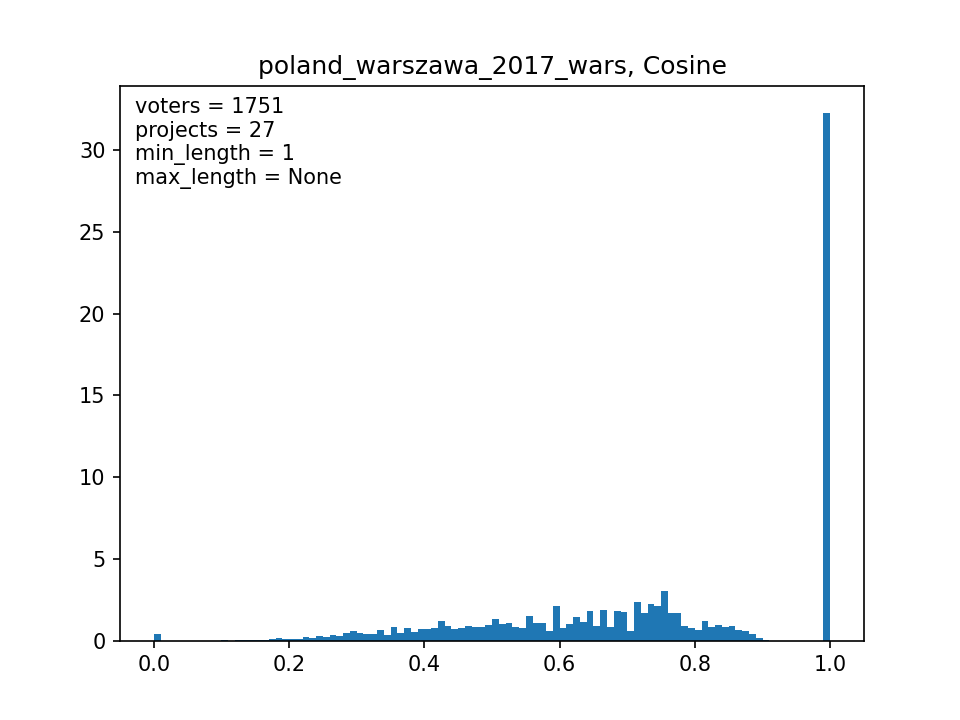 poland_warszawa_2017_wars, Cosine
voters = 1751
projects = 27
min_length = 1
max_length = None
30
25
20
15
10
5
0
0.0 0.2 0.4 0.6 0.8 1.0